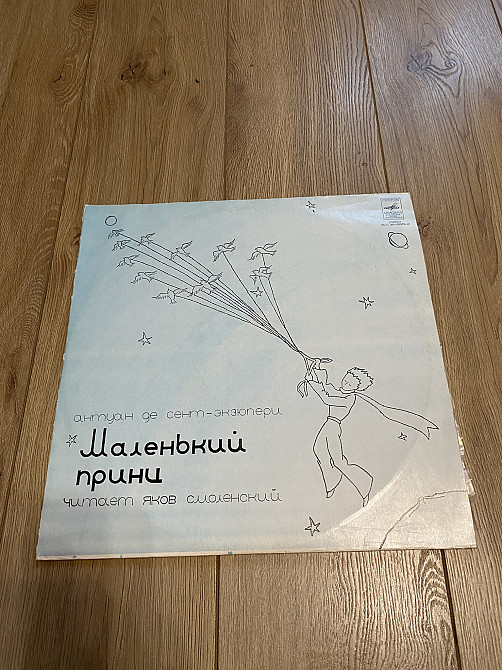 антуан де сент-экзюпери
Маленький
принц
читает яков смоленский